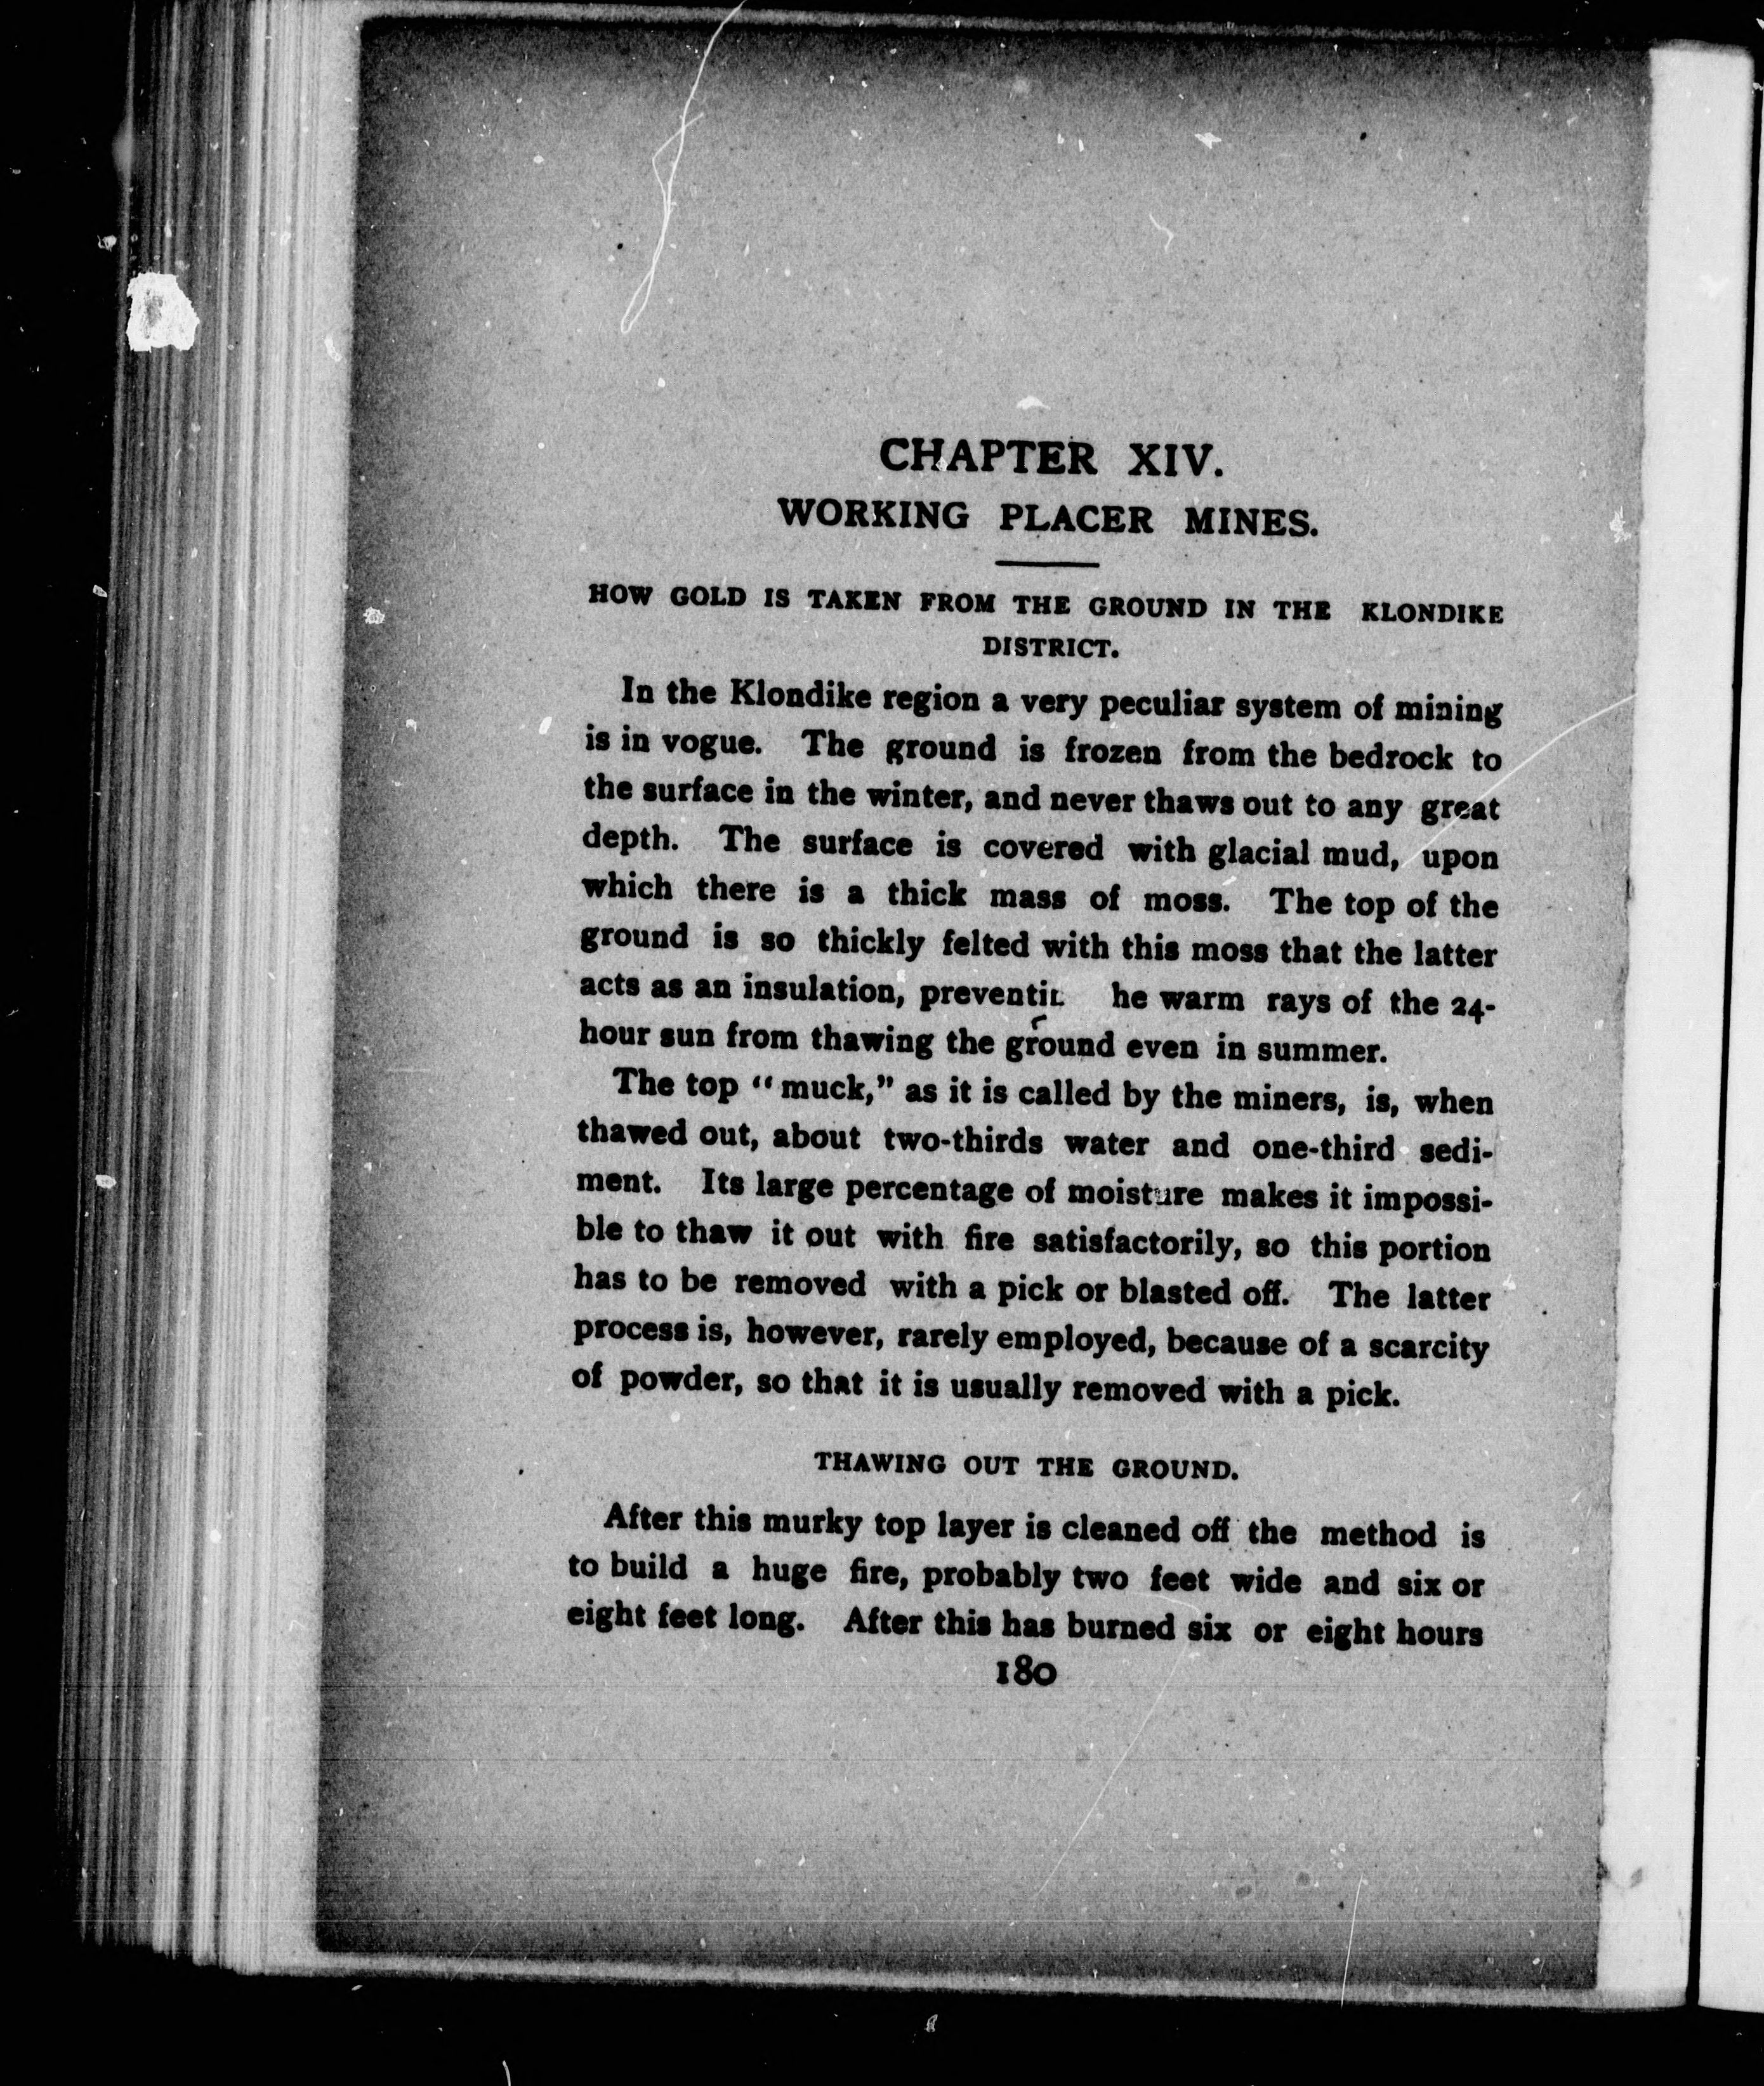 CHAPTER XIV.
WORKING PLACER MINES.
HOW GOLD IS TAKEN FROM THE GROUND IN THE KLONDIKE
DISTRICT.
In the Klondike region a very peculiar system of mining
is in vogue. The ground is frozen from the bedrock to
the surface in the winter, and never thaws out to any great
depth. The surface is covered with glacial mud, upon
which there is a thick mass of moss. The top of the
ground is so thickly felted with this moss that the latter
acts as an insulation, warm rays of the 24-
hour sun from thawing the ground even in summer.
The top “muck,” as it is called by the miners, is, when
thawed out, about two-thirds water and one-third sedi-
ment. Its large percentage of moisture makes it impossi-
ble to thaw it out with fire satisfactorily, so this portion
has to be removed with a pick or blasted off. The latter
process is, however, rarely employed, because of a scarcity
of powder, so that it is usually removed with a pick.
THAWING OUT THE GROUND.
After this murky top layer is cleaned off the method is
to build a huge fire, probably two feet wide and six or
eight feet long. After this has burned six or eight hours
180